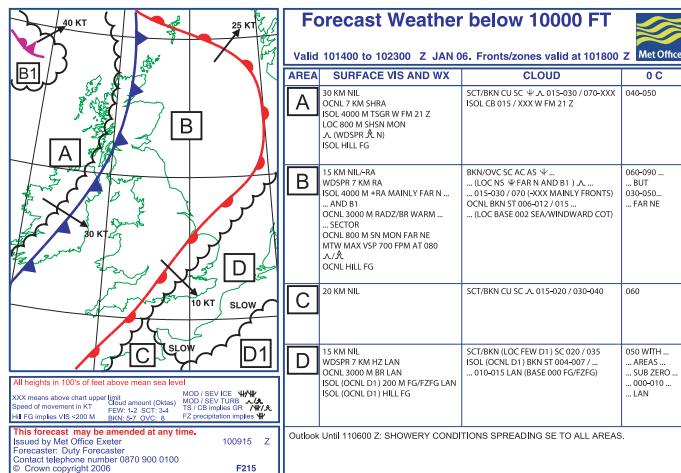 40 KT
25 KT
B1
B
A
30 KT
D
10 KT
SLOW
SLOW
C
D1
All heights in 100's of feet above mean sea level
XXX means above chart upper limit
Speed of movement in KT
Hill FG implies VIS <200 M
Cloud amount (Oktas)
FEW: 1-2 SCT: 3-4
BKN: 5-7 OVC: 8
MOD / SEV ICE
MOD / SEV TURB
TS / CB implies GR
FZ precipitation implies
This forecast may be amended at any time.
Issued by Met Office Exeter 100915 Z
Forecaster: Duty Forecaster
Contact telephone number 0870 900 0100
© Crown copyright 2006 F215
Forecast Weather below 10000 FT
Valid 101400 to 102300 Z JAN 06. Fronts/zones valid at 101800 Z
Met Office
AREA SURFACE VIS AND WX CLOUD 0 C
A
30 KM NIL
OCNL 7 KM SHRA
ISOL 4000 M TSGR W FM 21 Z
LOC 800 M SHSN MON
(WDSPR N)
ISOL HILL FG
SCT/BKN CU SC 015-030 / 070-XXX
ISOL CB 015 / XXX W FM 21 Z
040-050
B
15 KM NIL/-RA
WDSPR 7 KM RA
ISOL 4000 M +RA MAINLY FAR N ...
... AND B1
OCNL 3000 M RADZ/BR WARM ...
... SECTOR
OCNL 800 M SN MON FAR NE
MTW MAX VSP 700 FPM AT 080
OCNL HILL FG
BKN/OVC SC AC AS ...
... (LOC NS FAR N AND B1 ) ...
... 015-030 / 070 (-XXX MAINLY FRONTS)
OCNL BKN ST 006-012 / 015 ...
... (LOC BASE 002 SEA/WINDWARD COT)
060-090 ...
... BUT
030-050...
... FAR NE
C
20 KM NIL
SCT/BKN CU SC 015-020 / 030-040
060
D
15 KM NIL
WDSPR 7 KM HZ LAN
OCNL 3000 M BR LAN
ISOL (OCNL D1) 200 M FG/FZFG LAN
ISOL (OCNL D1) HILL FG
SCT/BKN (LOC FEW D1) SC 020 / 035
ISOL (OCNL D1) BKN ST 004-007 / ...
... 010-015 LAN (BASE 000 FG/FZFG)
050 WITH ...
... AREAS ...
... SUB ZERO ...
... 000-010 ...
... LAN
Outlook Until 110600 Z: SHOWERY CONDITIONS SPREADING SE TO ALL AREAS.